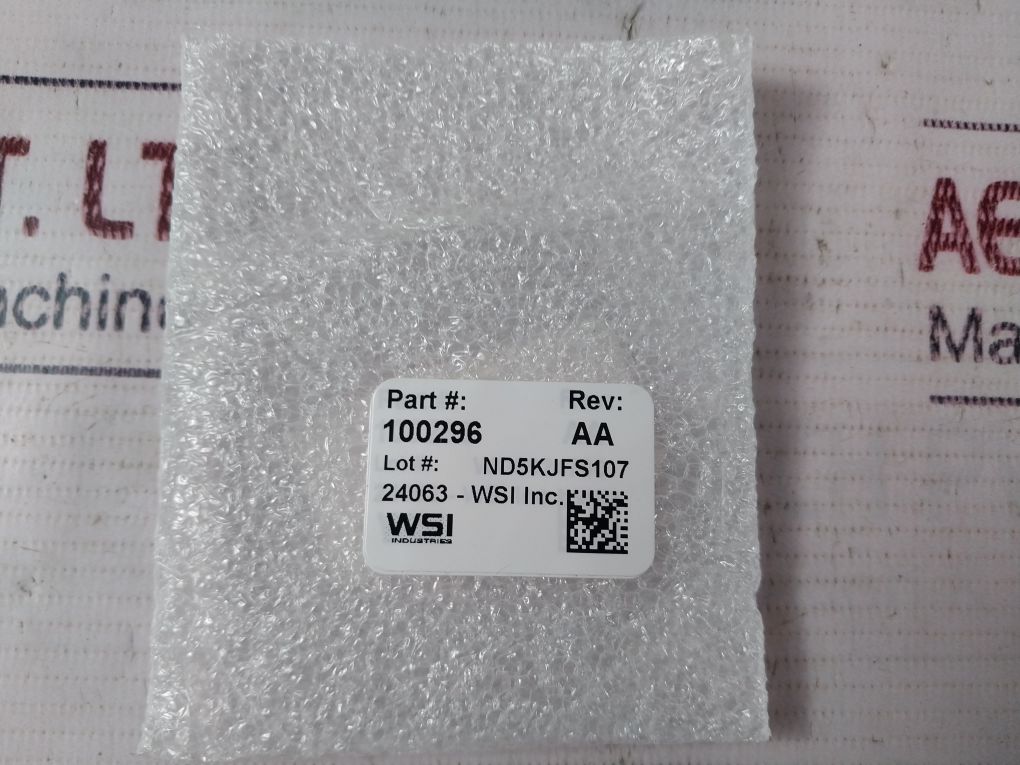 T. LT
achin
AE
Ma
Part #: Rev:
100296 AA
Lot #: ND5KJFS107
24063 - WSI Inc.
WSI
INDUSTRIES